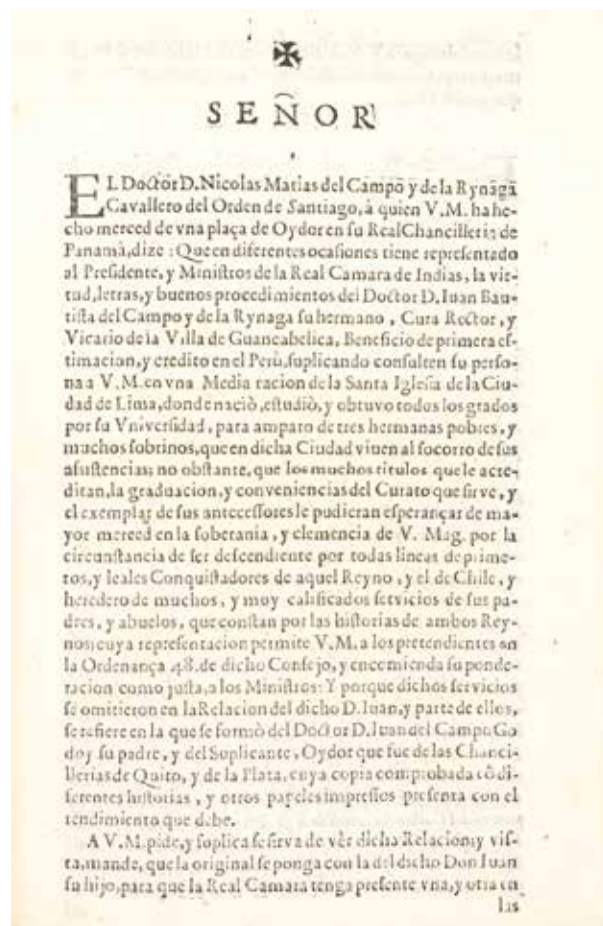 ✠
SEÑOR
EL Doctor D. Nicolas Matias del Campo y de la Rynaga
Cavallero del Orden de Santiago, à quien V.M. ha he-
cho merced de vna plaça de Oydor en su Real Chancilleria de
Panamà, dize: Que en diferentes ocasiones tiene representado
al Presidente, y Ministros de la Real Camara de Indias, la vir-
tud, letras, y buenos procedimientos del Doctor D. Iuan Bau-
tista del Campo y de la Rynaga su hermano, Cura Rector, y
Vicario de la Villa de Guancabelica, Beneficio de primera es-
timacion, y credito en el Perù, suplicando consulten su perso-
na a V.M. en vna Media racion de la Santa Iglesia de la Ciu-
dad de Lima, donde naciò, estudiò, y obtuvo todos los grados
por su Vniversidad, para amparo de tres hermanas pobres, y
muchos sobrinos, que en dicha Ciudad viuen al socorro de sus
asistencias; no obstante, que los muchos titulos que le acre-
ditan, la graduacion, y conveniencias del Curato que sirve, y
el exemplar de sus antecessores le pudieran esperançar de ma-
yor merced en la soberania, y clemencia de V. Mag. por la
circunstancia de ser descendiente por todas lineas de prime-
ros, y leales Conquistadores de aquel Reyno, y el de Chile, y
heredero de muchos, y muy calificados servicios de sus pa-
dres, y abuelos, que constan por las historias de ambos Rey-
nos; cuya representacion permite V.M. a los pretendientes en
la Ordenança 48. de dicho Consejo, y encomienda su ponde-
racion como justa, a los Ministros: Y porque dichos servicios
se omitieron en la Relacion del dicho D. Iuan, y parte de ellos,
se refiere en la que se formò del Doctor D. Iuan del Campo Go
doy su padre, y del Suplicante, Oydor que fue de las Chanci-
llerias de Quito, y de la Plata, cuya copia comprobada cõ di-
ferentes historias, y otros papeles impressos presenta con el
rendimiento que debe.
A V.M. pide, y suplica se sirva de vèr dicha Relacion; y vis-
ta, mande, que la original se ponga con la del dicho Don Iuan
su hijo, para que la Real Camara tenga presente vna, y otra en
las